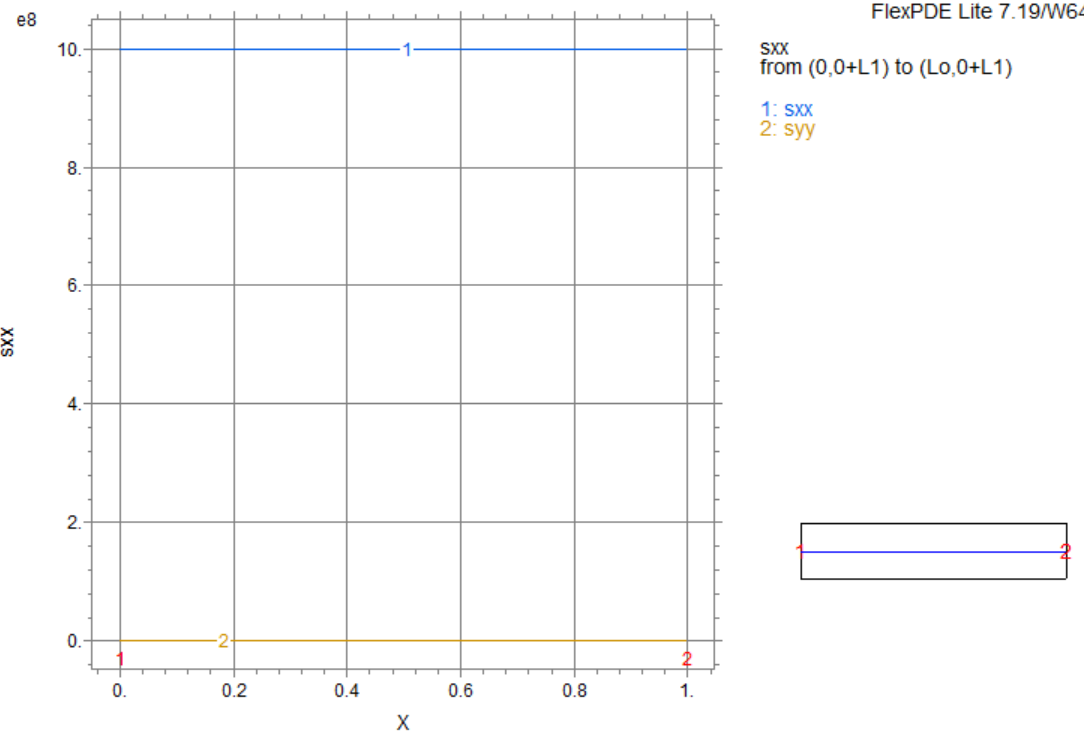 FlexPDE Lite 7.19/W64
e8
sxx
from (0,0+L1) to (Lo,0+L1)
1: sxx
2: syy
10.
8.
6.
4.
2.
0.
sxx
1
2
1
2
0.
0.2
0.4
0.6
0.8
1.
X
1
2